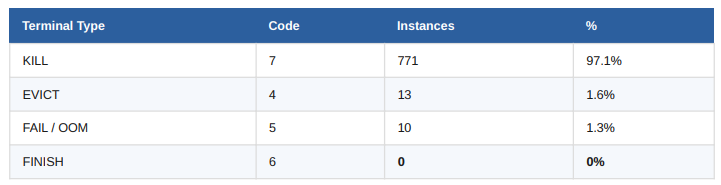 Terminal Type Code Instances %
KILL 7 771 97.1%
EVICT 4 13 1.6%
FAIL / OOM 5 10 1.3%
FINISH 6 0 0%